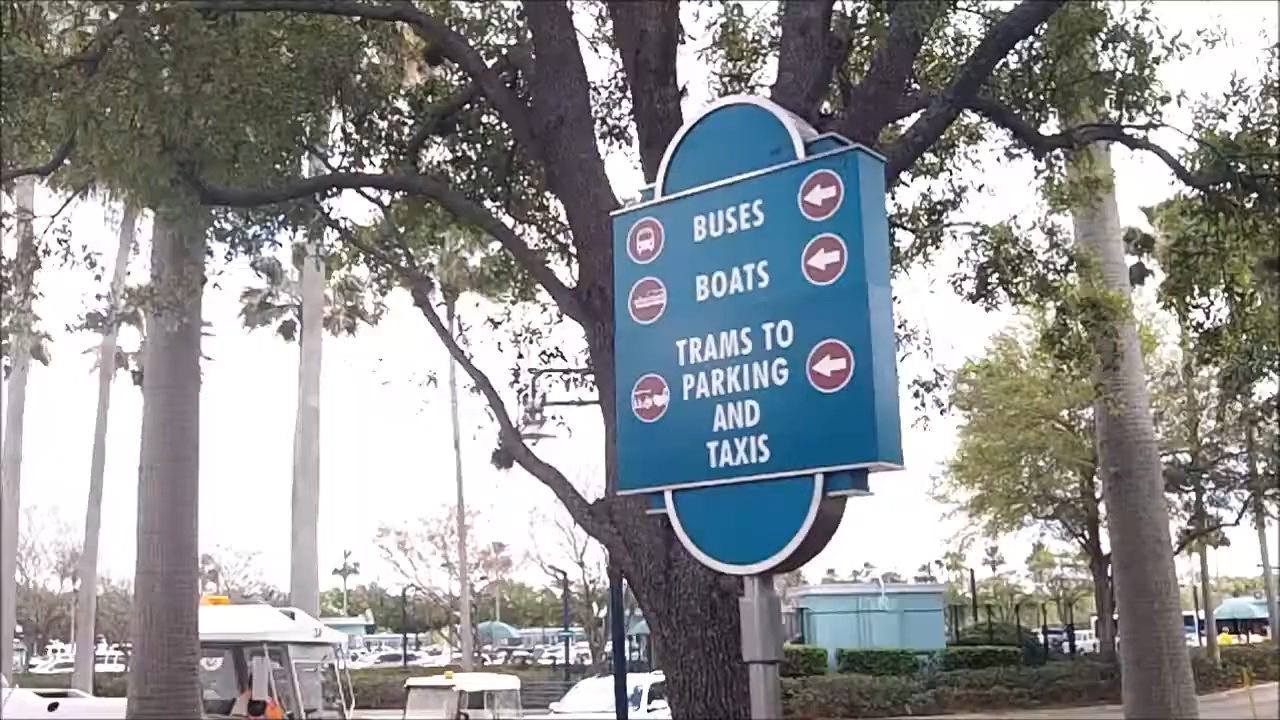 BUSES
BOATS
TRAMS TO
PARKING
AND
TAXIS